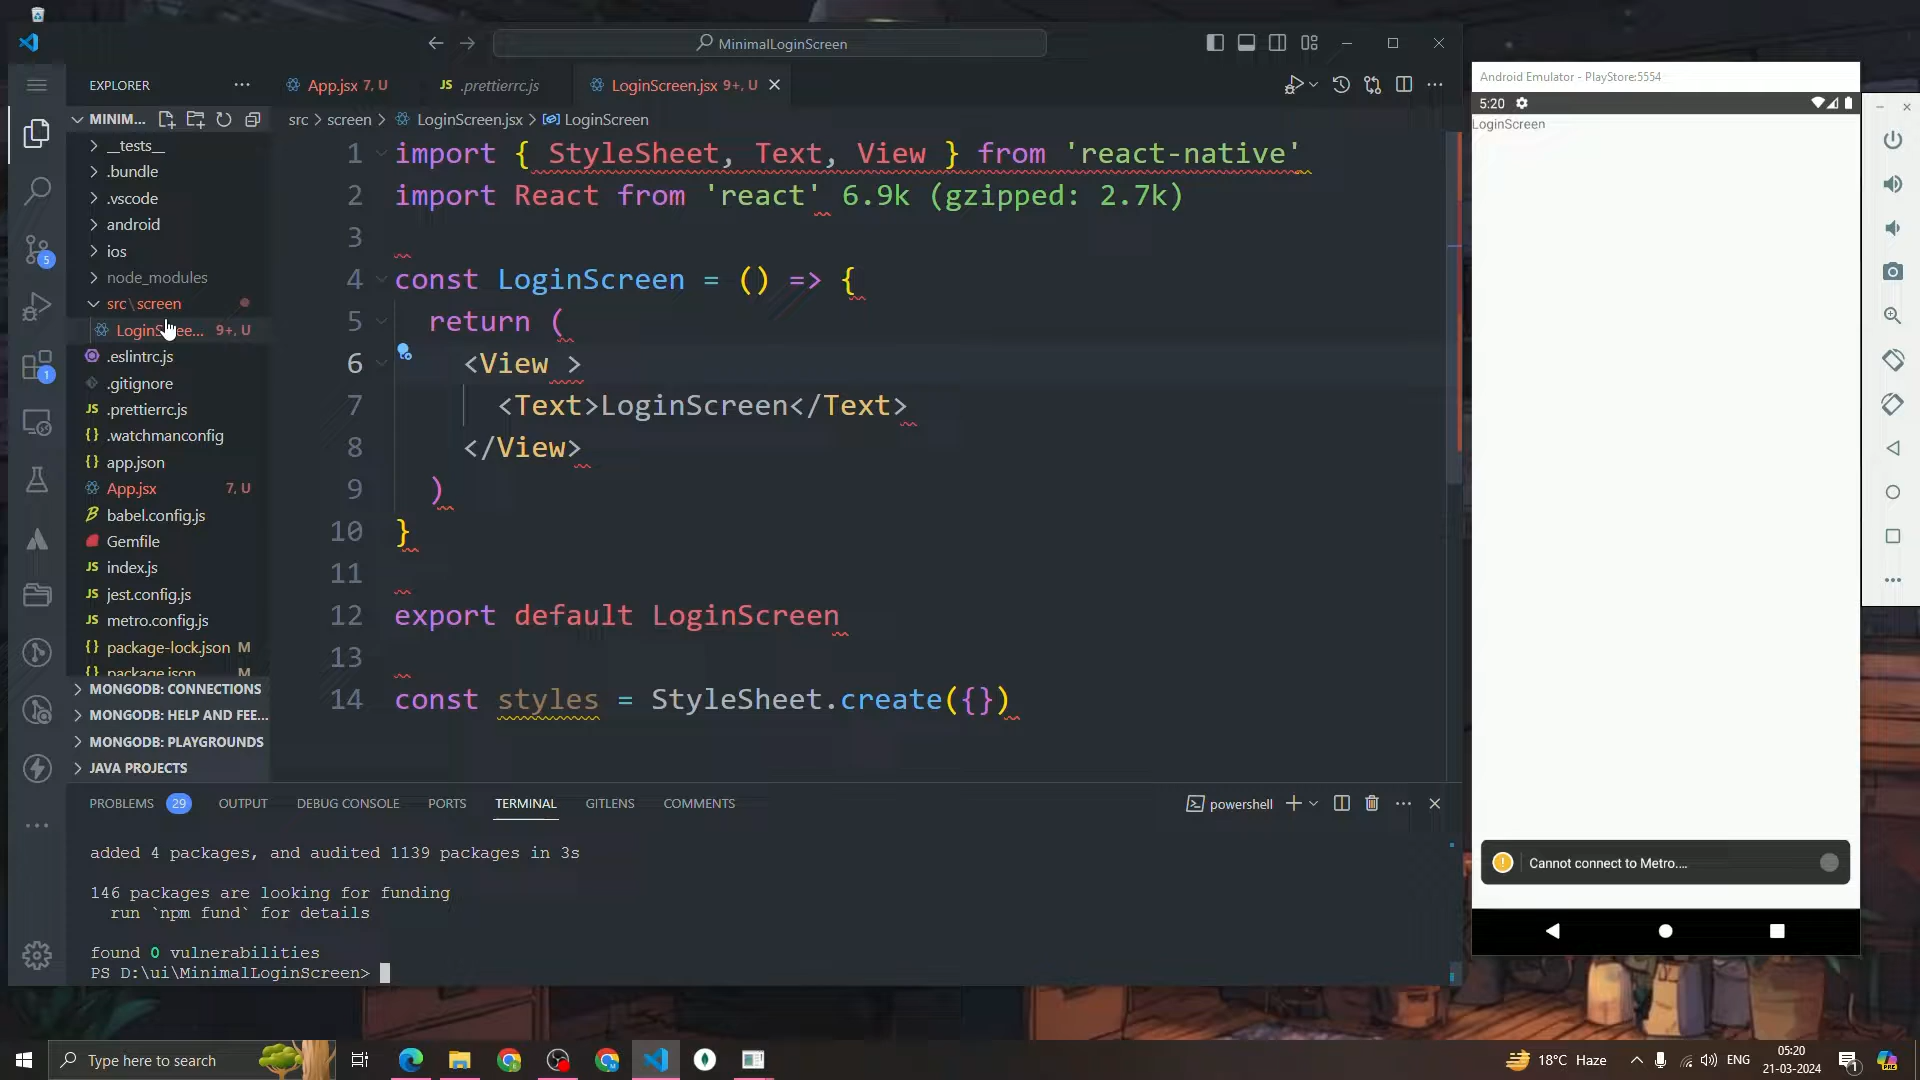 MinimalLoginScreen
EXPLORER
App.jsx 7, U
.prettierrc.js
LoginScreen.jsx 9+, U
MINIM...
src > screen > LoginScreen.jsx > LoginScreen
__tests__
.bundle
.vscode
android
ios
node_modules
src\screen
LoginScree... 9+, U
.eslintrc.js
.gitignore
.prettierrc.js
.watchmanconfig
app.json
App.jsx 7, U
babel.config.js
Gemfile
index.js
jest.config.js
metro.config.js
package-lock.json M
package.json M
MONGODB: CONNECTIONS
MONGODB: HELP AND FEE...
MONGODB: PLAYGROUNDS
JAVA PROJECTS
5
1
1 import { StyleSheet, Text, View } from 'react-native'
2 import React from 'react' 6.9k (gzipped: 2.7k)
3
4 const LoginScreen = () => {
5 return (
6 <View >
7 <Text>LoginScreen</Text>
8 </View>
9 )
10 }
11
12 export default LoginScreen
13
14 const styles = StyleSheet.create({})
PROBLEMS 29 OUTPUT DEBUG CONSOLE PORTS TERMINAL GITLENS COMMENTS
powershell
added 4 packages, and audited 1139 packages in 3s
146 packages are looking for funding
run `npm fund` for details
found 0 vulnerabilities
PS D:\ui\MinimalLoginScreen>
Android Emulator - PlayStore:5554
5:20
LoginScreen
Cannot connect to Metro....
Type here to search
18°C Haze
ENG
05:20
21-03-2024
1